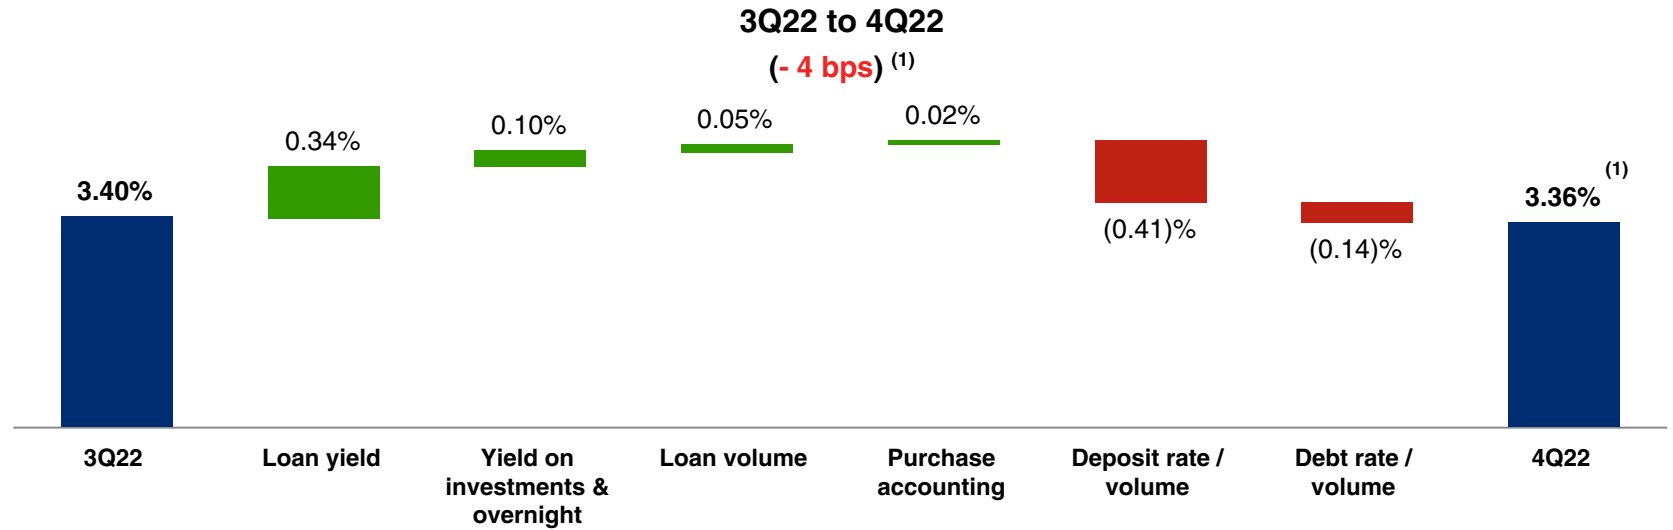 3Q22 to 4Q22
(- 4 bps) (1)
3.40%
0.34%
0.10%
0.05%
0.02%
(0.41)%
(0.14)%
(1)
3.36%
3Q22
Loan yield
Yield on
investments &
overnight
Loan volume
Purchase
accounting
Deposit rate /
volume
Debt rate /
volume
4Q22